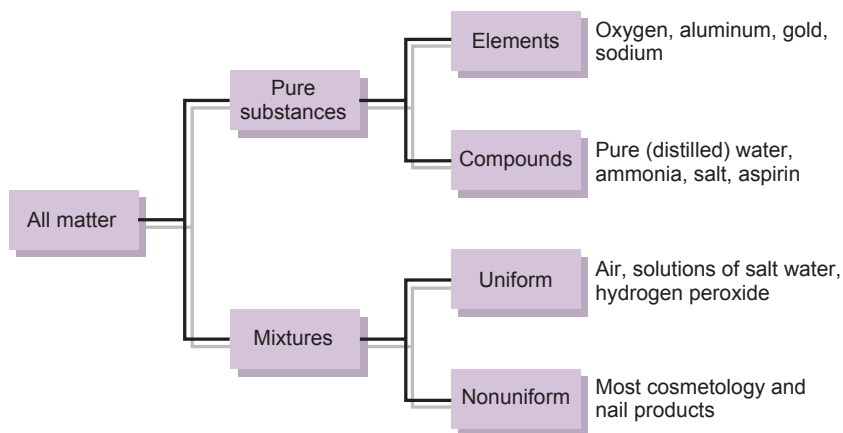 Elements
Oxygen, aluminum, gold,
sodium
Pure
substances
Compounds
Pure (distilled) water,
ammonia, salt, aspirin
All matter
Uniform
Air, solutions of salt water,
hydrogen peroxide
Mixtures
Nonuniform
Most cosmetology and
nail products